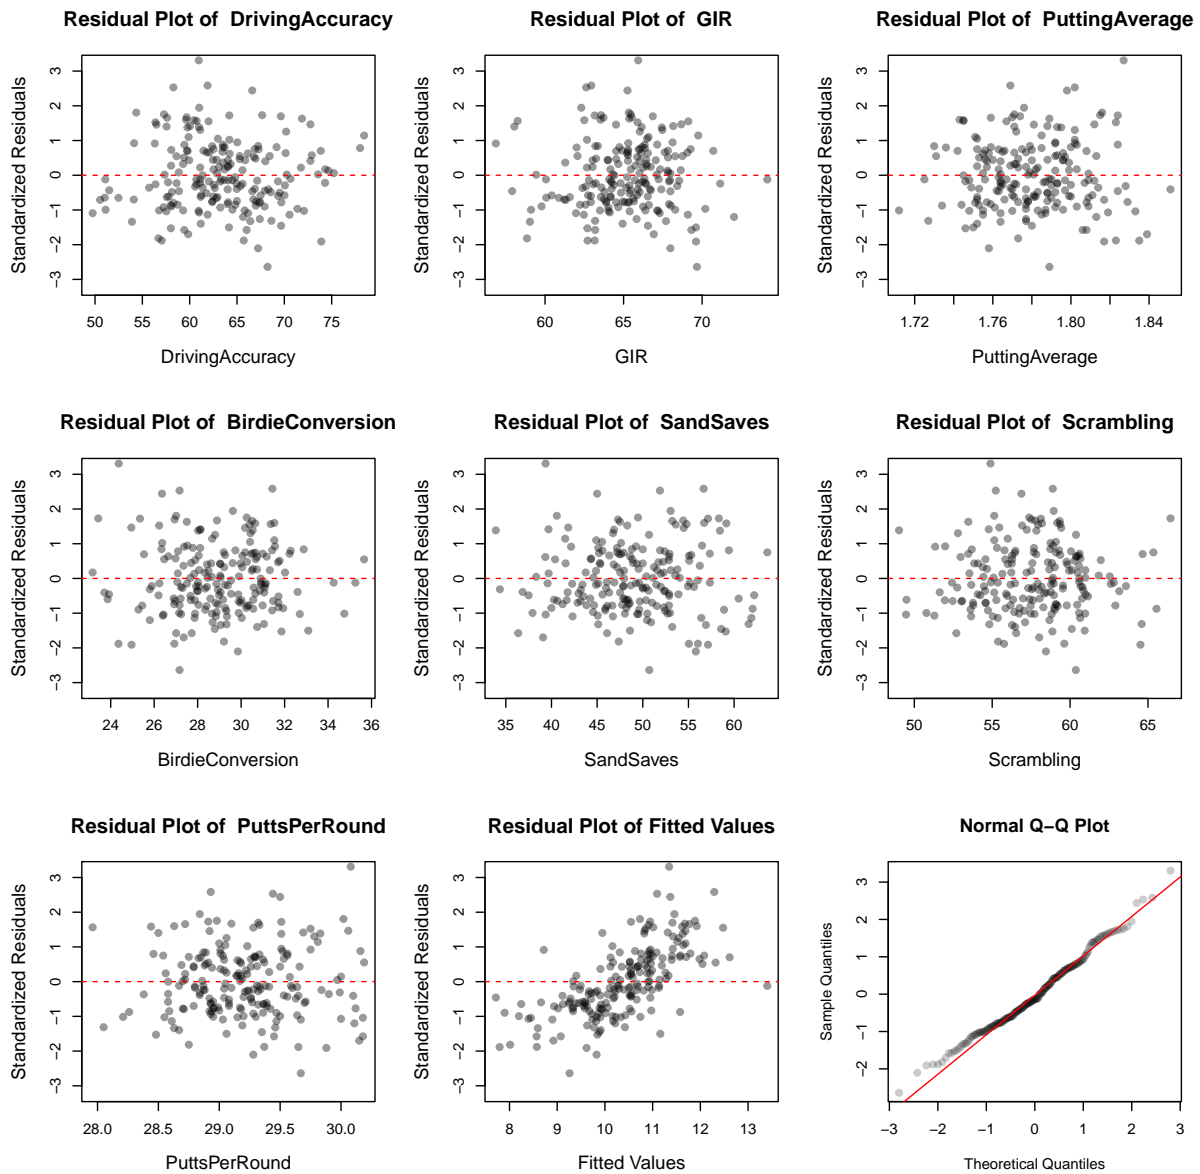 Residual Plot of  DrivingAccuracy
Standardized Residuals
3
2
1
0
−1
−2
−3
50 55 60 65 70 75
DrivingAccuracy
Residual Plot of  GIR
Standardized Residuals
3
2
1
0
−1
−2
−3
60 65 70
GIR
Residual Plot of  PuttingAverage
Standardized Residuals
3
2
1
0
−1
−2
−3
1.72 1.76 1.80 1.84
PuttingAverage
Residual Plot of  BirdieConversion
Standardized Residuals
3
2
1
0
−1
−2
−3
24 26 28 30 32 34 36
BirdieConversion
Residual Plot of  SandSaves
Standardized Residuals
3
2
1
0
−1
−2
−3
35 40 45 50 55 60
SandSaves
Residual Plot of  Scrambling
Standardized Residuals
3
2
1
0
−1
−2
−3
50 55 60 65
Scrambling
Residual Plot of  PuttsPerRound
Standardized Residuals
3
2
1
0
−1
−2
−3
28.0 28.5 29.0 29.5 30.0
PuttsPerRound
Residual Plot of Fitted Values
Standardized Residuals
3
2
1
0
−1
−2
−3
8 9 10 11 12 13
Fitted Values
Normal Q−Q Plot
Sample Quantiles
3
2
1
0
−1
−2
−3 −2 −1 0 1 2 3
Theoretical Quantiles